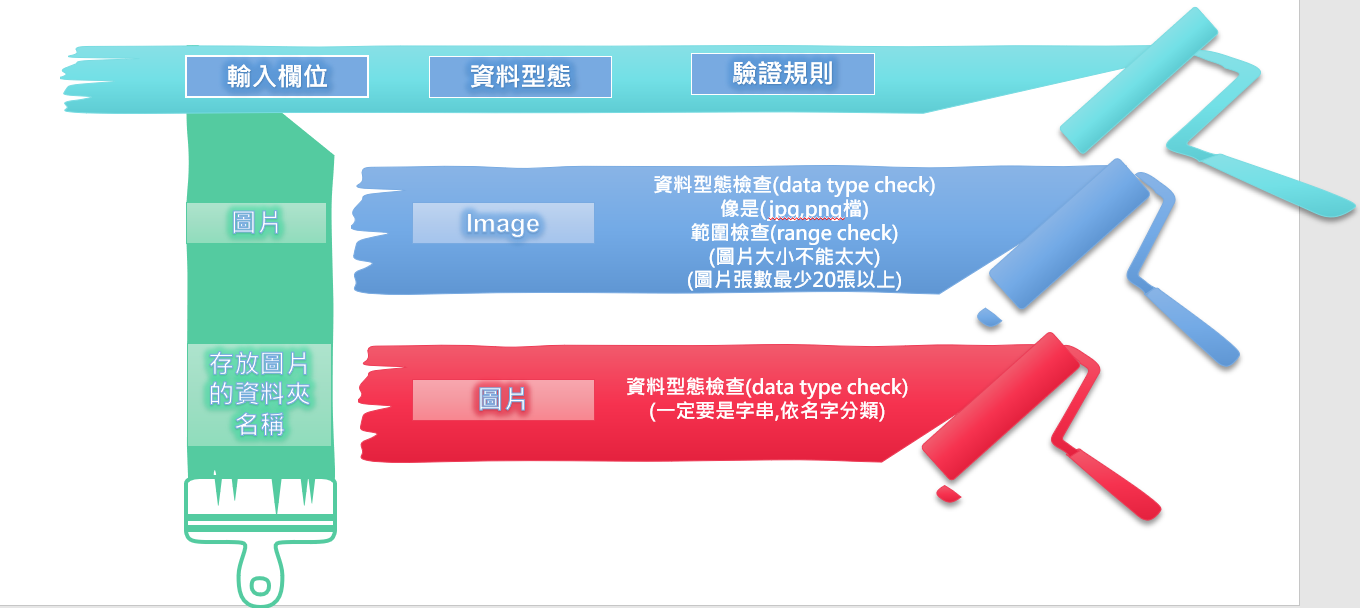 輸入欄位
資料型態
驗證規則
圖片
Image
資料型態檢查(data type check)
像是(jpg,png檔)
範圍檢查(range check)
(圖片大小不能太大)
(圖片張數最少20張以上)
存放圖片
的資料夾
名稱
圖片
資料型態檢查(data type check)
(一定要是字串,依名字分類)